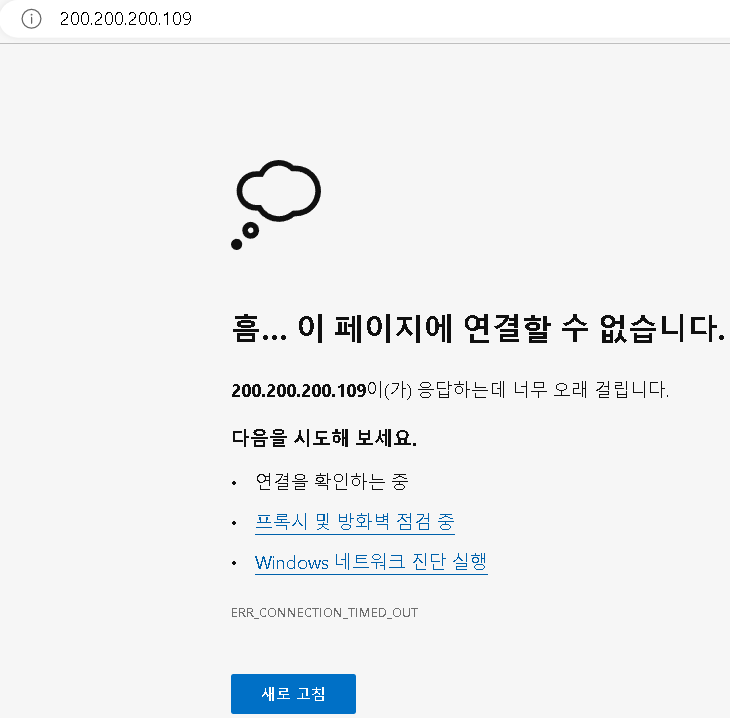 200.200.200.109
흠... 이 페이지에 연결할 수 없습니다.
200.200.200.109이(가) 응답하는데 너무 오래 걸립니다.
다음을 시도해 보세요.
• 연결을 확인하는 중
• 프록시 및 방화벽 점검 중
• Windows 네트워크 진단 실행
ERR_CONNECTION_TIMED_OUT
새로 고침